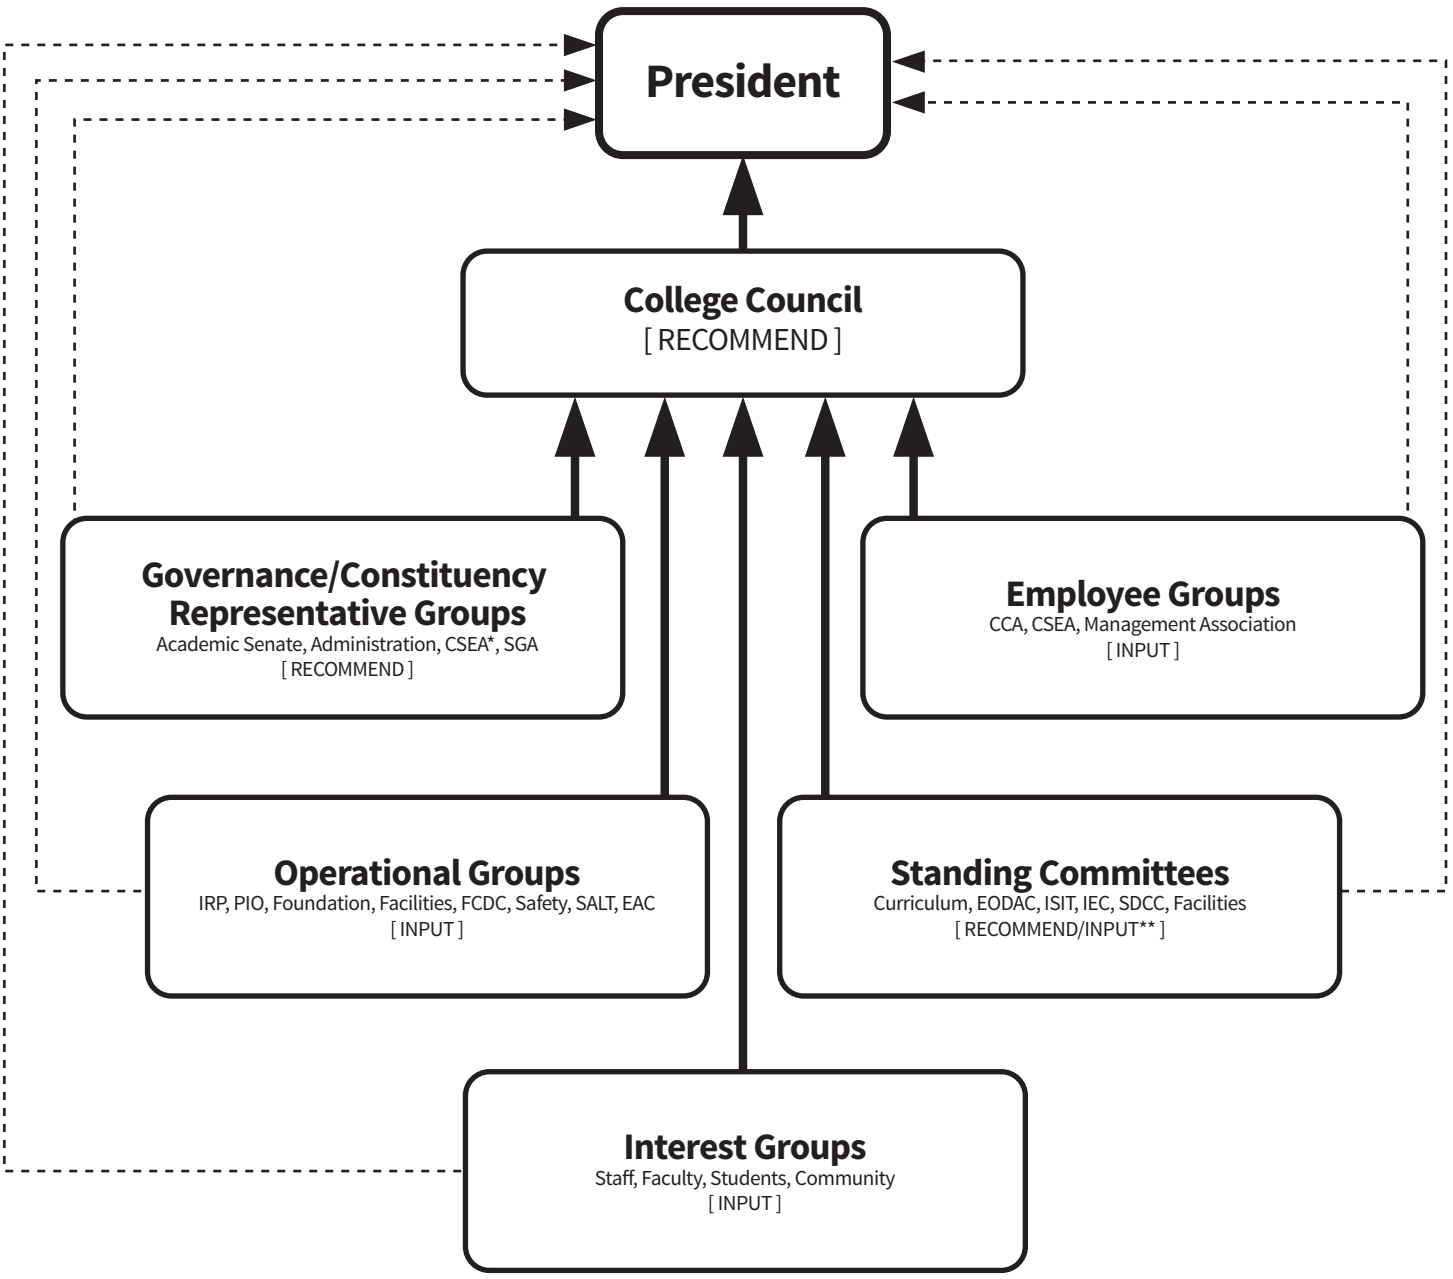 President
College Council
[ RECOMMEND ]
Governance/Constituency
Representative Groups
Academic Senate, Administration, CSEA*, SGA
[ RECOMMEND ]
Employee Groups
CCA, CSEA, Management Association
[ INPUT ]
Operational Groups
IRP, PIO, Foundation, Facilities, FCDC, Safety, SALT, EAC
[ INPUT ]
Standing Committees
Curriculum, EODAC, ISIT, IEC, SDCC, Facilities
[ RECOMMEND/INPUT** ]
Interest Groups
Staff, Faculty, Students, Community
[ INPUT ]